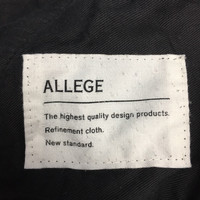 ALLEGE
The highest quality design products.
Refinement cloth.
New standard.